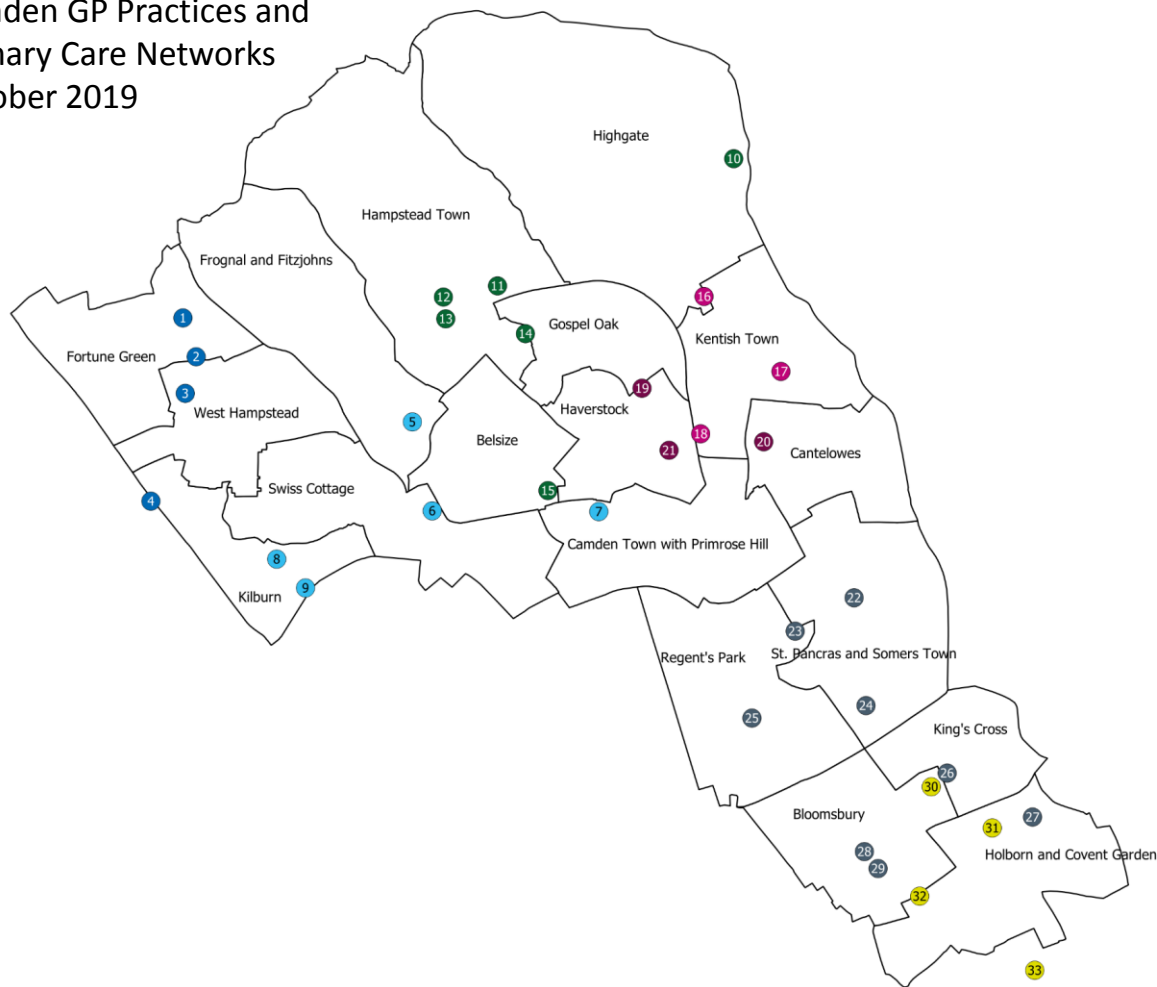 nden GP Practices and
nary Care Networks
ober 2019
Highgate
10
Hampstead Town
Frognal and Fitzjohns
11
12
16
13
1
Gospel Oak
14
Kentish Town
Fortune Green
2
17
19
3
West Hampstead
Haverstock
5
18
Belsize
20
21
Cantelowes
Swiss Cottage
15
4
6
7
Camden Town with Primrose Hill
8
9
Kilburn
22
23
Regent's Park
St. Pancras and Somers Town
24
25
King's Cross
26
30
Bloomsbury
27
31
28
Holborn and Covent Garden
29
32
33